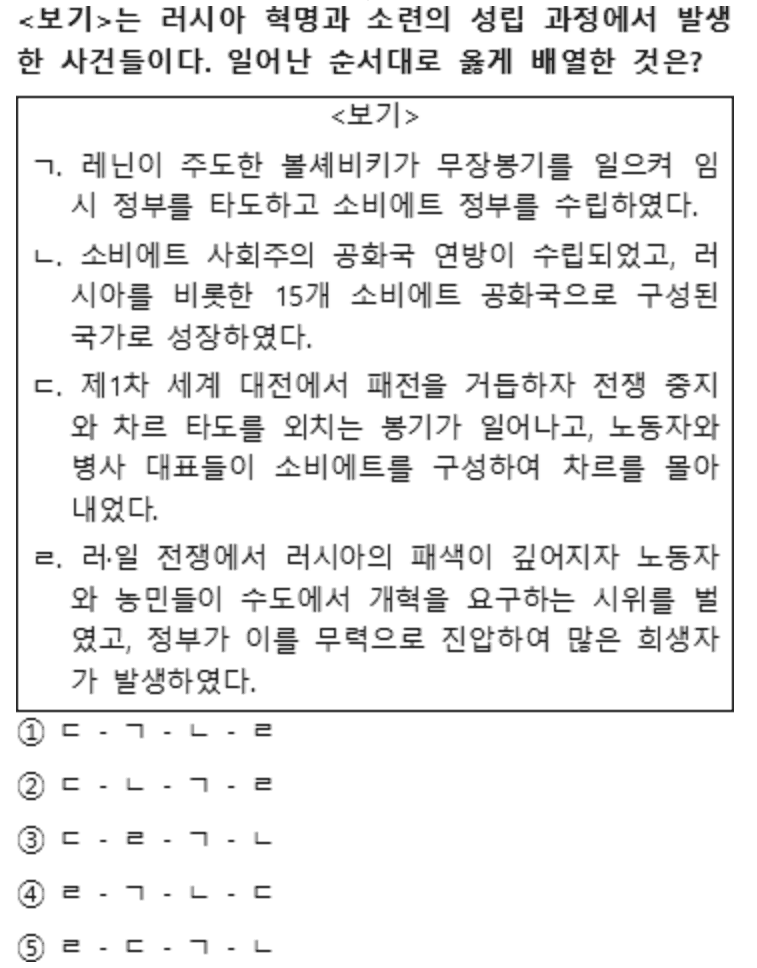 <보기>는 러시아 혁명과 소련의 성립 과정에서 발생
한 사건들이다. 일어난 순서대로 옳게 배열한 것은?
<보기>
ㄱ. 레닌이 주도한 볼셰비키가 무장봉기를 일으켜 임
시 정부를 타도하고 소비에트 정부를 수립하였다.
ㄴ. 소비에트 사회주의 공화국 연방이 수립되었고, 러
시아를 비롯한 15개 소비에트 공화국으로 구성된
국가로 성장하였다.
ㄷ. 제1차 세계 대전에서 패전을 거듭하자 전쟁 중지
와 차르 타도를 외치는 봉기가 일어나고, 노동자와
병사 대표들이 소비에트를 구성하여 차르를 몰아
내었다.
ㄹ. 러·일 전쟁에서 러시아의 패색이 깊어지자 노동자
와 농민들이 수도에서 개혁을 요구하는 시위를 벌
였고, 정부가 이를 무력으로 진압하여 많은 희생자
가 발생하였다.
① ㄷ - ㄱ - ㄴ - ㄹ
② ㄷ - ㄴ - ㄱ - ㄹ
③ ㄷ - ㄹ - ㄱ - ㄴ
④ ㄹ - ㄱ - ㄴ - ㄷ
⑤ ㄹ - ㄷ - ㄱ - ㄴ